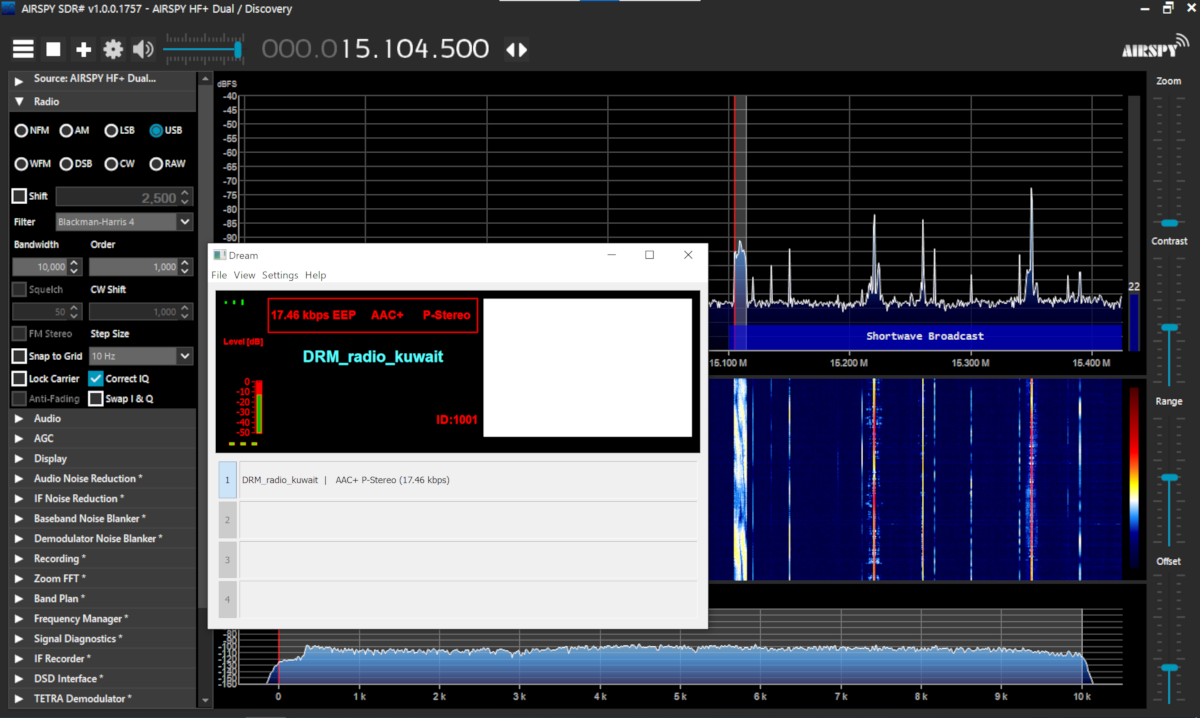 AIRSPY SDR# v1.0.0.1757 - AIRSPY HF+ Dual / Discovery
000.015.104.500
AIRSPY
Source: AIRSPY HF+ Dual...
Radio
NFM AM LSB USB
WFM DSB CW RAW
Shift 2,500
Filter Blackman-Harris 4
Bandwidth Order
10,000 1,000
Squelch CW Shift
50 1,000
FM Stereo Step Size
Snap to Grid 10 Hz
Lock Carrier Correct IQ
Anti-Fading Swap I & Q
Audio
AGC
Display
Audio Noise Reduction *
IF Noise Reduction *
Baseband Noise Blanker *
Demodulator Noise Blanker *
Recording *
Zoom FFT *
Band Plan *
Frequency Manager *
Signal Diagnostics *
IF Recorder *
DSD Interface *
TETRA Demodulator *
dBFS
-40
-45
-50
-55
-60
-65
-70
-75
-80
-85
-90
22
Shortwave Broadcast
15.100 M 15.200 M 15.300 M 15.400 M
Dream
File View Settings Help
17.46 kbps EEP AAC+ P-Stereo
Level [dB]
DRM_radio_kuwait
0
-10
-20
-30
-40
-50
ID:1001
1 DRM_radio_kuwait | AAC+ P-Stereo (17.46 kbps)
2
3
4
-80
-90
-100
-160
0 1 k 2 k 3 k 4 k 5 k 6 k 7 k 8 k 9 k 10 k
Zoom
Contrast
Range
Offset